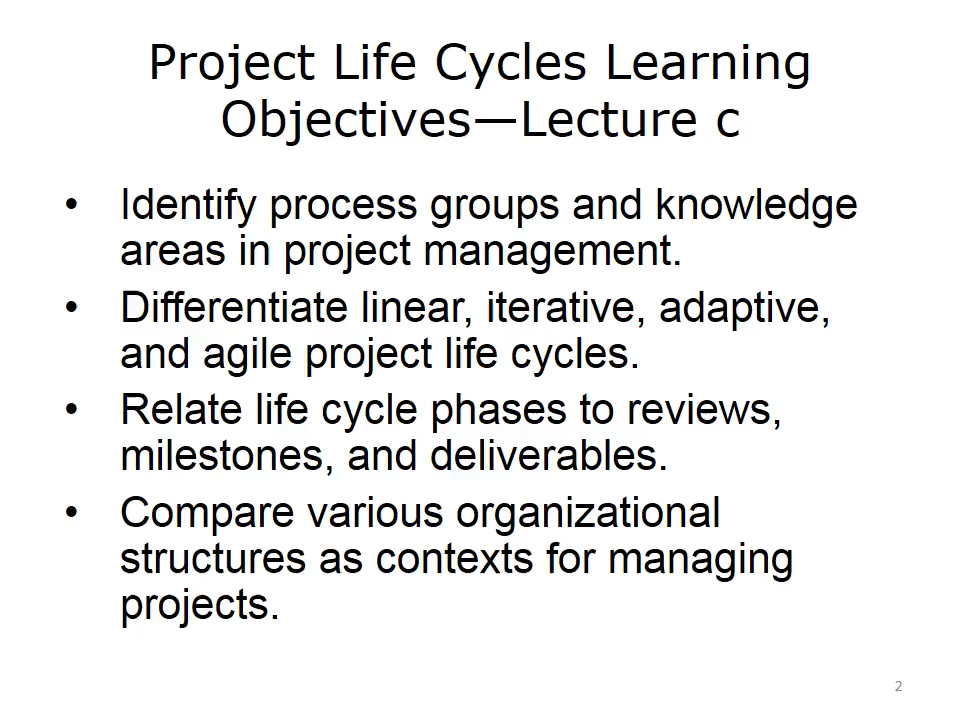 Project Life Cycles Learning
Objectives—Lecture c
• Identify process groups and knowledge
areas in project management.
• Differentiate linear, iterative, adaptive,
and agile project life cycles.
• Relate life cycle phases to reviews,
milestones, and deliverables.
• Compare various organizational
structures as contexts for managing
projects.
2